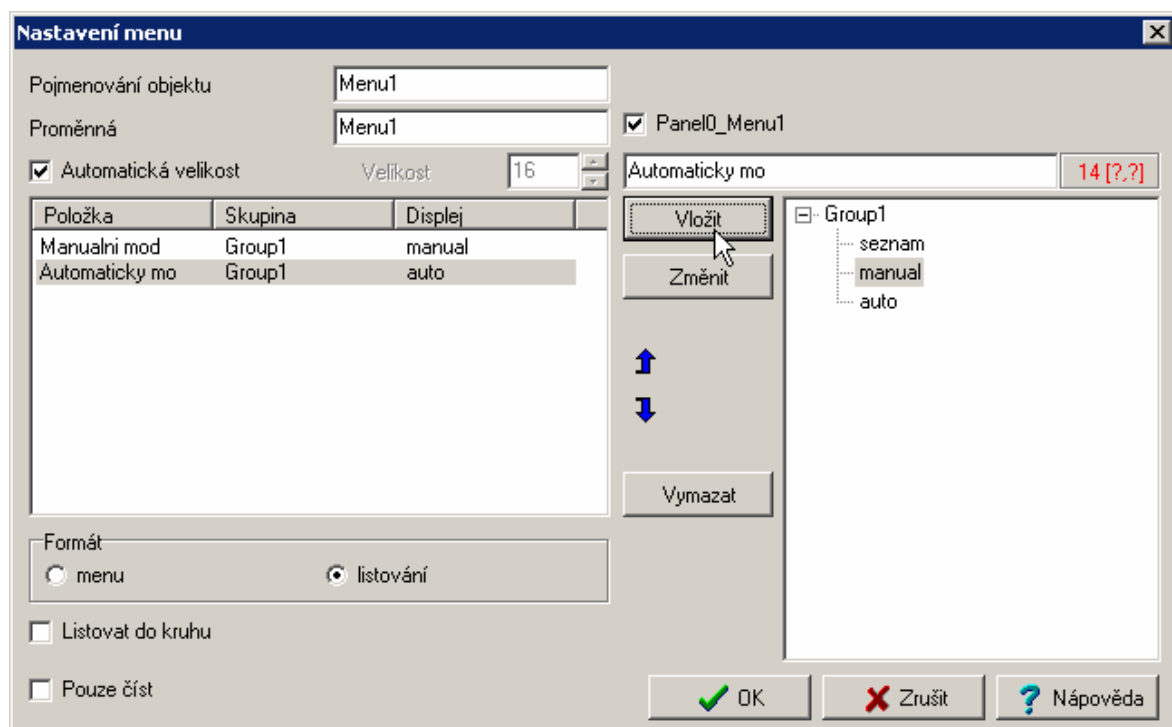 Nastavení menu
Pojmenování objektu
Menu1
Proměnná
Menu1
Panel0_Menu1
Automatická velikost
Velikost
16
Automaticky mo
14 [?,?]
Položka Skupina Displej
Manualni mod Group1 manual
Automaticky mo Group1 auto
Vložit
Změnit
Vymazat
Group1
seznam
manual
auto
Formát
menu
listování
Listovat do kruhu
Pouze číst
OK
Zrušit
Nápověda